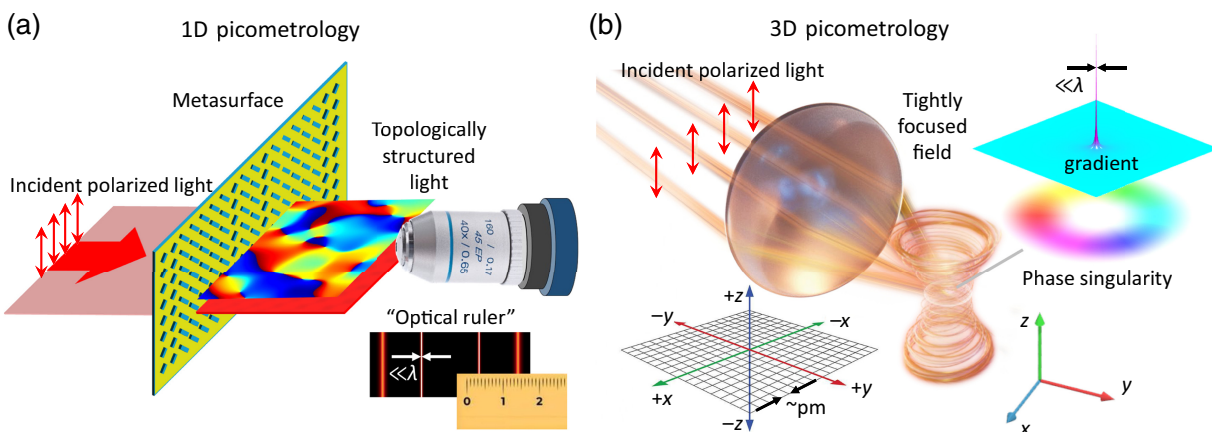 (a)
1D picometrology
Metasurface
Topologically
structured
light
Incident polarized light
160 / 0.17
45 EP
40x / 0.65
"Optical ruler"
≪λ
0 1 2
(b)
3D picometrology
Incident polarized light
Tightly
focused
field
≪λ
gradient
Phase singularity
+z
−y
−x
+x
+y
−z
~pm
z
y
x